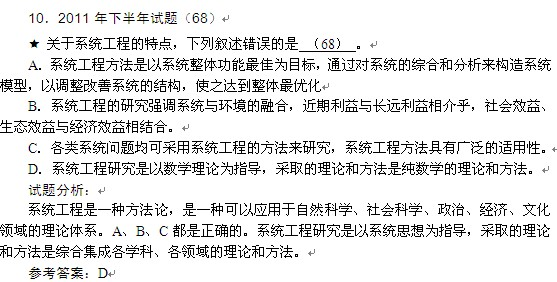 10．2011 年下半年试题（68）
★ 关于系统工程的特点，下列叙述错误的是 （68） 。
A．系统工程方法是以系统整体功能最佳为目标，通过对系统的综合和分析来构造系统
模型，以调整改善系统的结构，使之达到整体最优化
B．系统工程的研究强调系统与环境的融合，近期利益与长远利益相介乎，社会效益、
生态效益与经济效益相结合。
C．各类系统问题均可采用系统工程的方法来研究，系统工程方法具有广泛的适用性。
D．系统工程研究是以数学理论为指导，采取的理论和方法是纯数学的理论和方法。
试题分析：
系统工程是一种方法论，是一种可以应用于自然科学、社会科学、政治、经济、文化
领域的理论体系。A、B、C 都是正确的。系统工程研究是以系统思想为指导，采取的理论
和方法是综合集成各学科、各领域的理论和方法。
参考答案：D